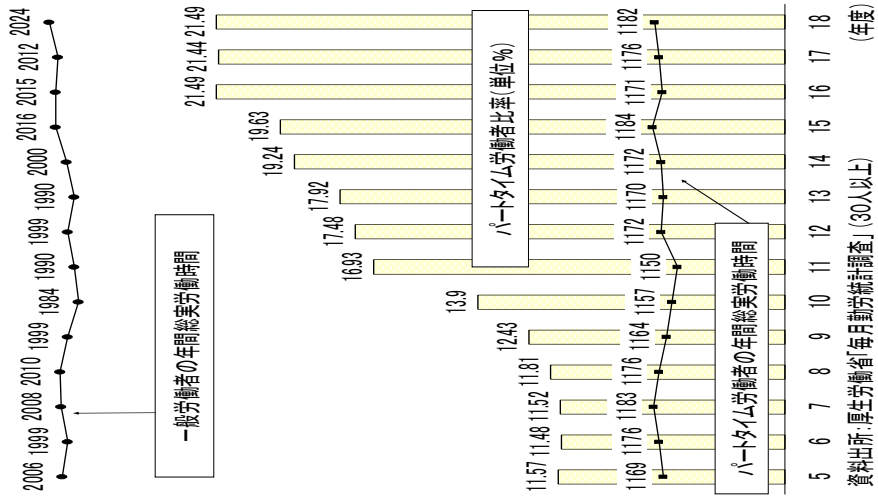 2006 1999 2008 2010 1999 1984 1990 1999 1990 2000 2016 2015 2012 2024
一般労働者の年間総実労働時間
11.57 11.48 11.52 11.81 12.43 13.9 16.93 17.48 17.92 19.24 19.63 21.49 21.44 21.49
パートタイム労働者比率(単位%)
1169 1176 1183 1176 1164 1157 1150 1172 1170 1172 1184 1171 1176 1182
パートタイム労働者の年間総実労働時間
5 6 7 8 9 10 11 12 13 14 15 16 17 18
(年度)
資料出所:厚生労働省「毎月勤労統計調査」(30人以上)